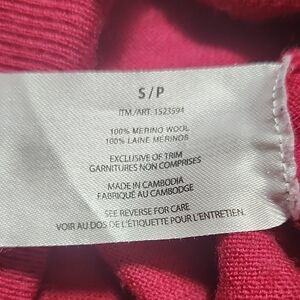 S/P
ITM./ART. 1523594
100% MERINO WOOL
100% LAINE MERINOS
EXCLUSIVE OF TRIM
GARNITURES NON COMPRISES
MADE IN CAMBODIA
FABRIQUÉ AU CAMBODGE
SEE REVERSE FOR CARE
VOIR AU DOS DE L'ÉTIQUETTE POUR L'ENTRETIEN.